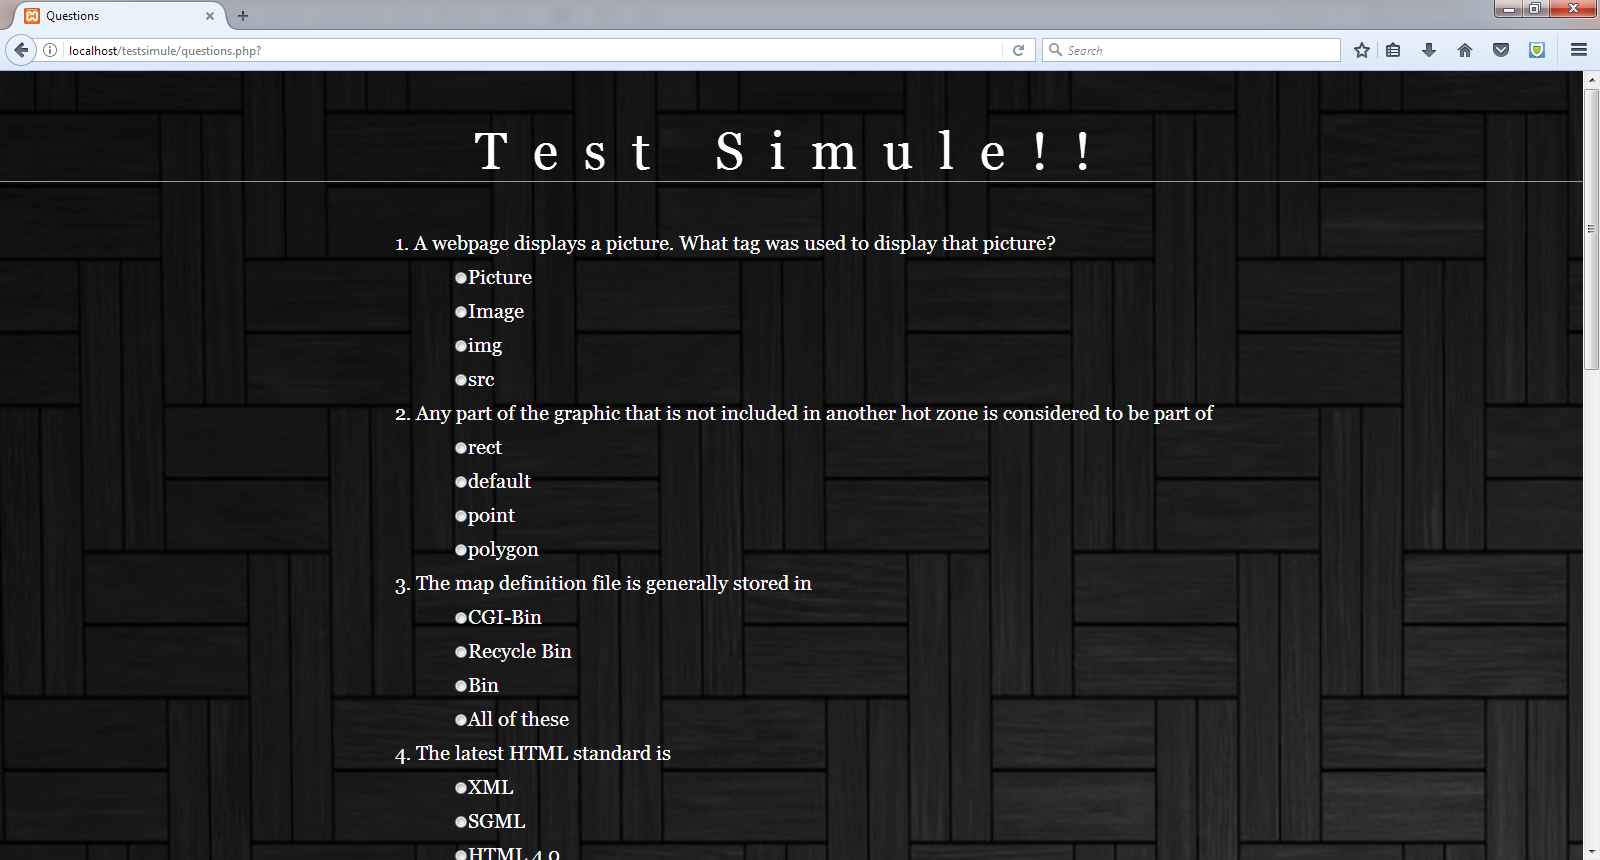 Questions
localhost/testsimule/questions.php?
Search
Test Simule!!
1. A webpage displays a picture. What tag was used to display that picture?
Picture
Image
img
src
2. Any part of the graphic that is not included in another hot zone is considered to be part of
rect
default
point
polygon
3. The map definition file is generally stored in
CGI-Bin
Recycle Bin
Bin
All of these
4. The latest HTML standard is
XML
SGML
HTML 4.0